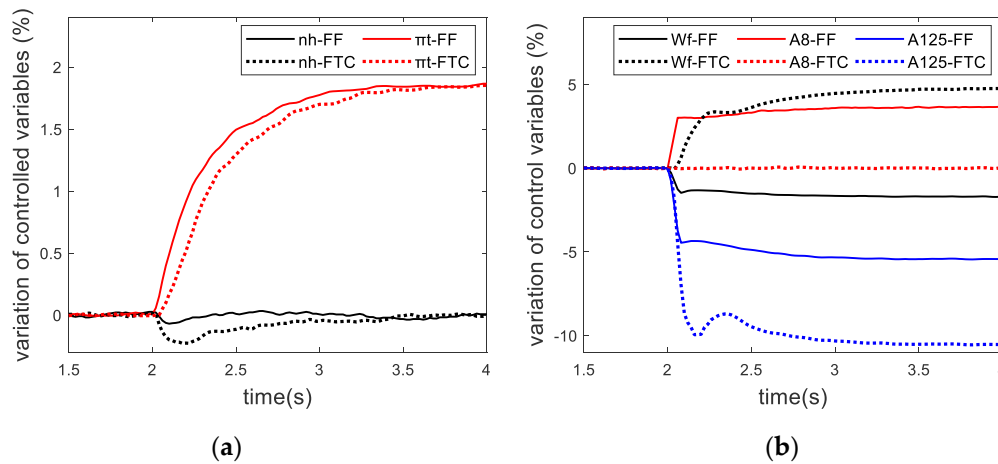 variation of controlled variables (%)
nh-FF
πt-FF
nh-FTC
πt-FTC
2
1.5
1
0.5
0
1.5
2
2.5
3
3.5
4
time(s)
(a)
variation of control variables (%)
Wf-FF
A8-FF
A125-FF
Wf-FTC
A8-FTC
A125-FTC
5
0
-5
-10
1.5
2
2.5
3
3.5
time(s)
(b)